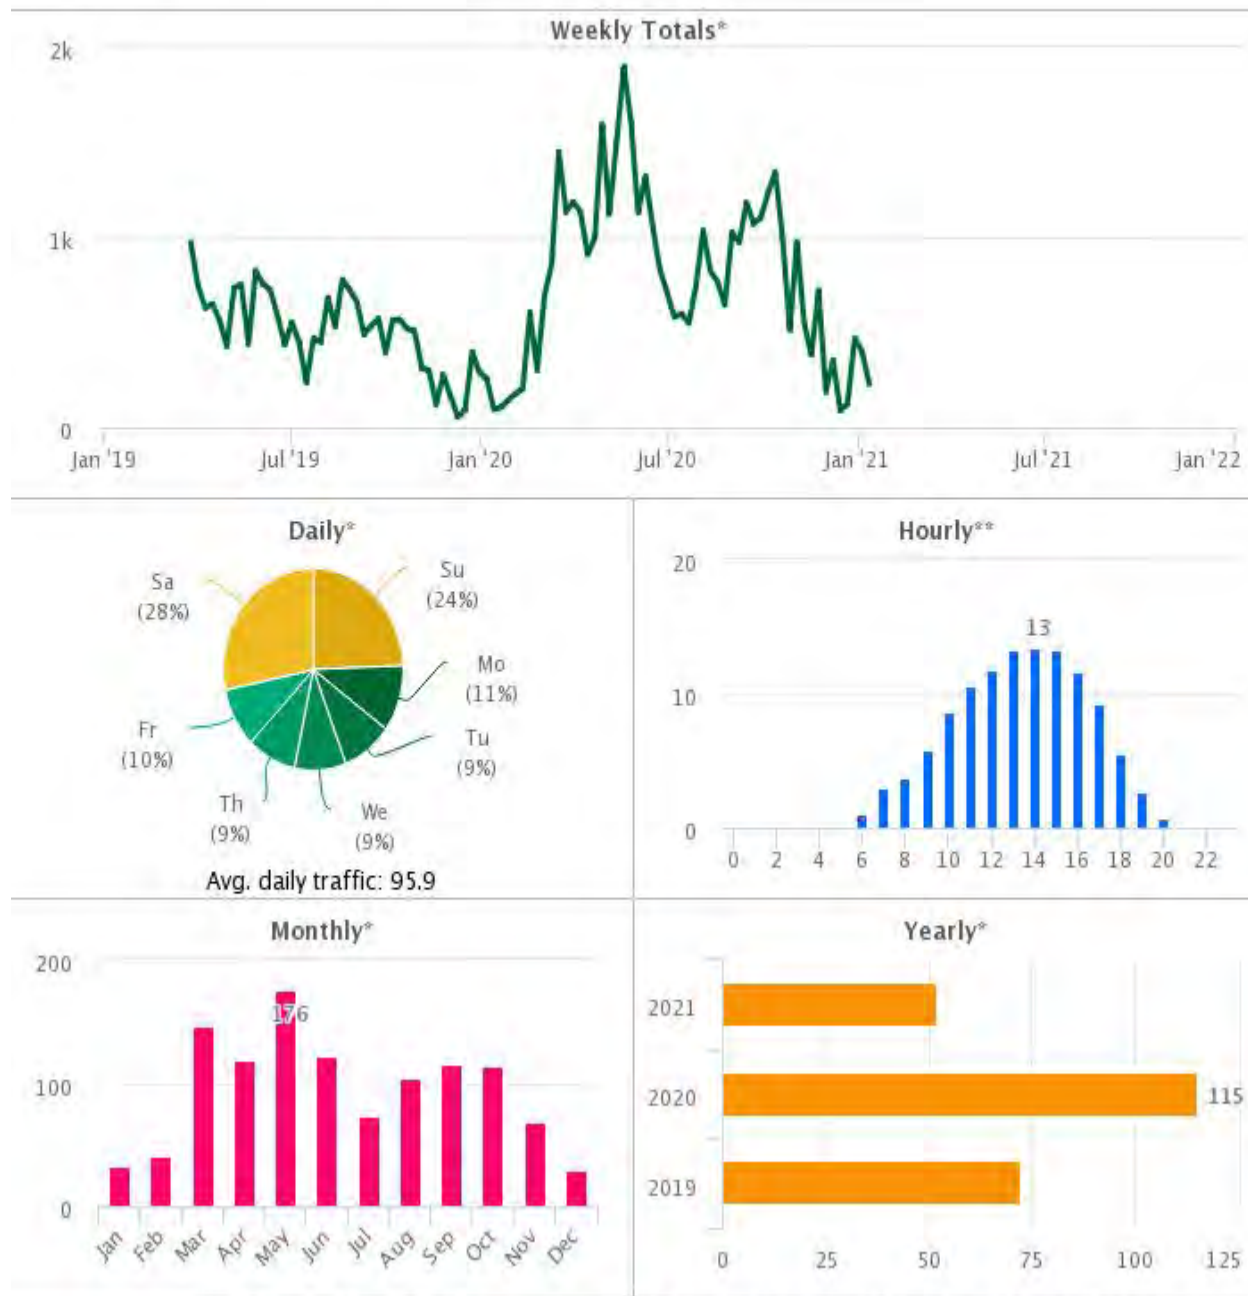 Weekly Totals*
2k
1k
0
Jan '19 Jul '19 Jan '20 Jul '20 Jan '21 Jul '21 Jan '22
Daily*
Sa
(28%)
Su
(24%)
Mo
(11%)
Fr
(10%)
Tu
(9%)
Th
(9%)
We
(9%)
Avg. daily traffic: 95.9
Hourly**
20
13
10
0
0 2 4 6 8 10 12 14 16 18 20 22
Monthly*
200
176
100
0
Jan Feb Mar Apr May Jun Jul Aug Sep Oct Nov Dec
Yearly*
2021
2020 115
2019
0 25 50 75 100 125